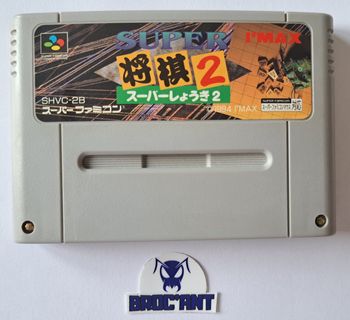 SUPER
I'MAX
将棋2
スーパーしょうぎ2
SHVC-2B
スーパーファミコン
©1994 I'MAX
BROC'ANT